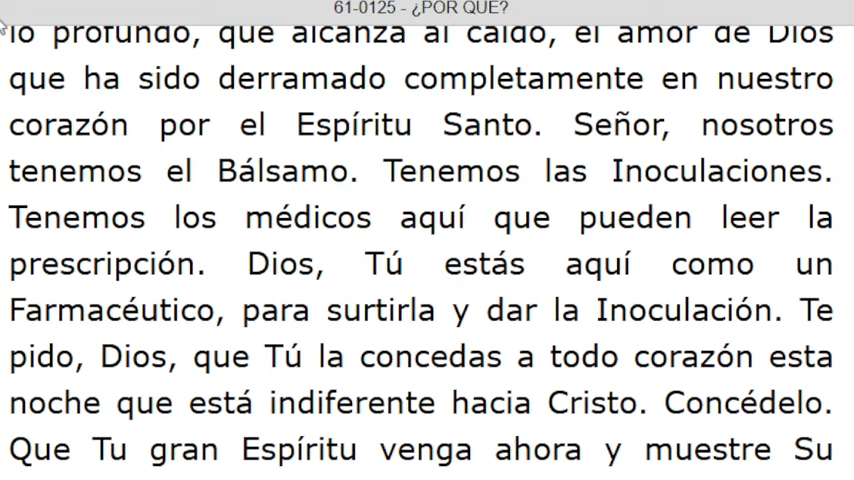 61-0125 - ¿POR QUE?
lo profundo, que alcanza al caído, el amor de Dios
que ha sido derramado completamente en nuestro
corazón por el Espíritu Santo. Señor, nosotros
tenemos el Bálsamo. Tenemos las Inoculaciones.
Tenemos los médicos aquí que pueden leer la
prescripción. Dios, Tú estás aquí como un
Farmacéutico, para surtirla y dar la Inoculación. Te
pido, Dios, que Tú la concedas a todo corazón esta
noche que está indiferente hacia Cristo. Concédelo.
Que Tu gran Espíritu venga ahora y muestre Su